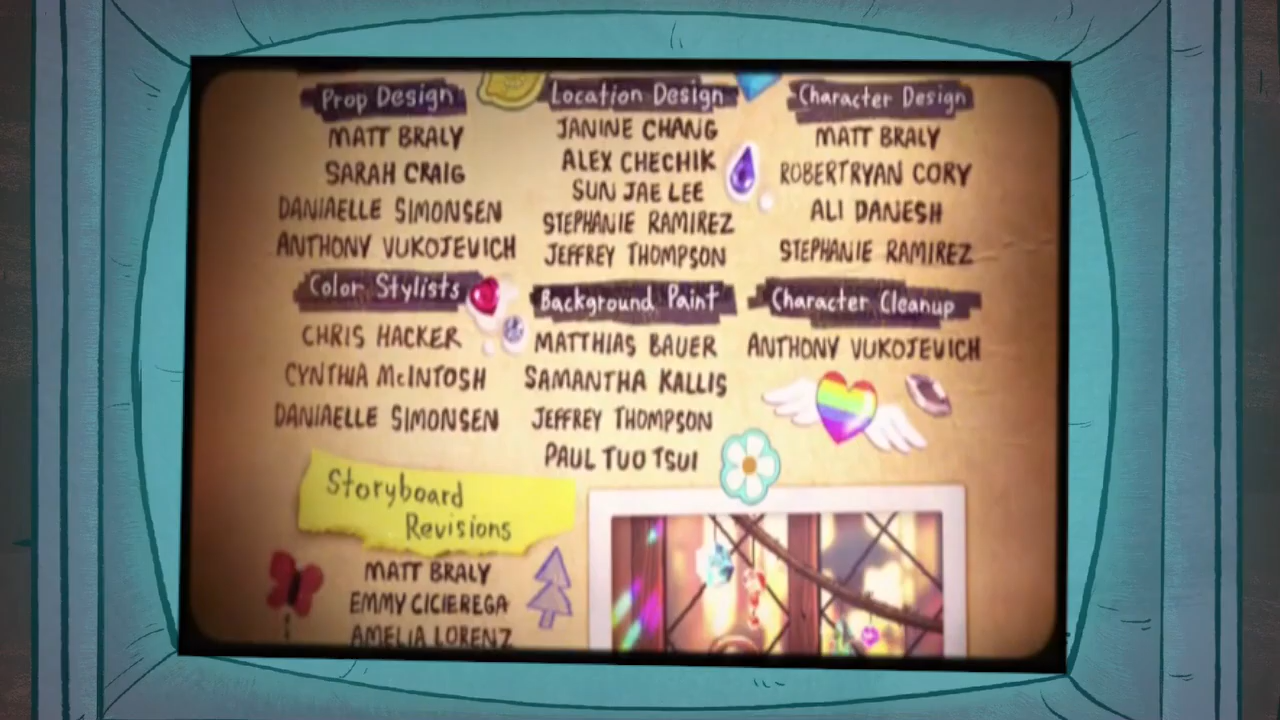 Prop Design
MATT BRALY
SARAH CRAIG
DANIAELLE SIMONSEN
ANTHONY VUKOJEVICH
Location Design
JANINE CHANG
ALEX CHECHIK
SUN JAE LEE
STEPHANIE RAMIREZ
JEFFREY THOMPSON
Character Design
MATT BRALY
ROBERTRYAN CORY
ALI DANESH
STEPHANIE RAMIREZ
Color Stylists
CHRIS HACKER
CYNTHIA McINTOSH
DANIAELLE SIMONSEN
Background Paint
MATTHIAS BAUER
SAMANTHA KALLIS
JEFFREY THOMPSON
PAUL TUO TSUI
Character Cleanup
ANTHONY VUKOJEVICH
Storyboard
Revisions
MATT BRALY
EMMY CICIEREGA
AMELIA LORENZ